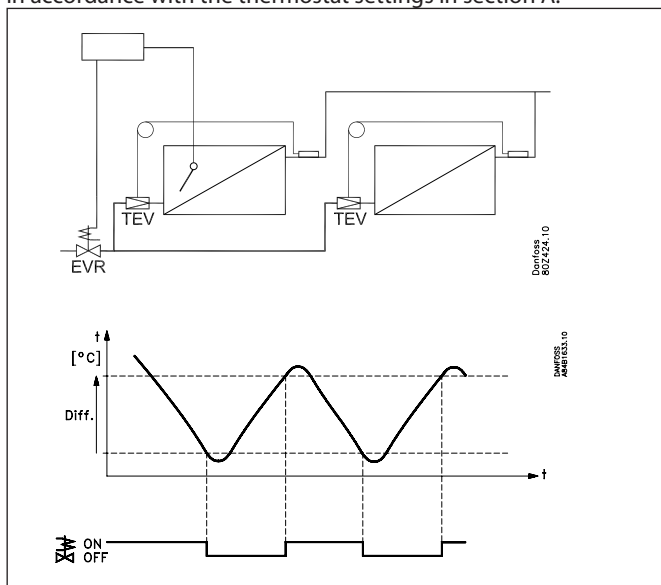 in accordance with the thermostat settings in section A.
TEV
TEV
EVR
Danfoss
80Z424.10
t
[°C]
Diff.
t
DANFOSS
A84B1633.10
ON
OFF